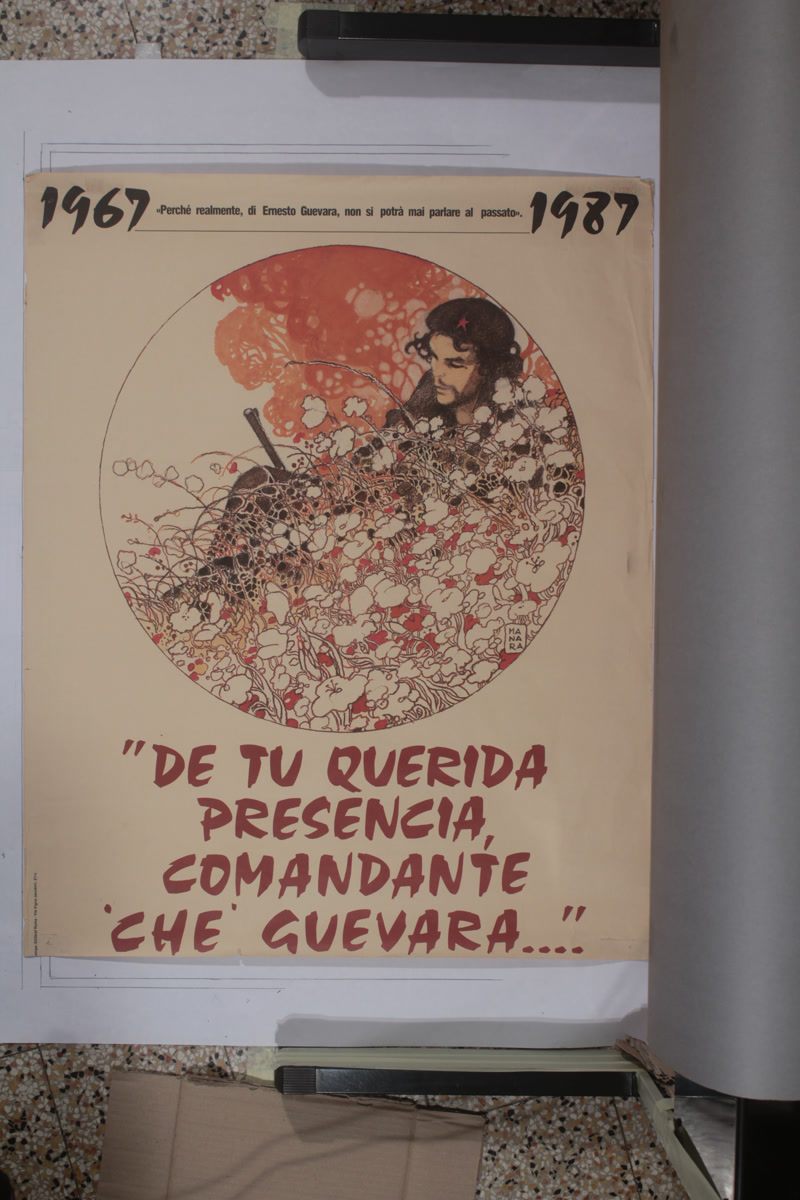 1967 «Perché realmente, di Ernesto Guevara, non si potrà mai parlare al passato». 1987
MA
NA
RA
"DE TU QUERIDA
PRESENCIA,
COMANDANTE
'CHE' GUEVARA...."